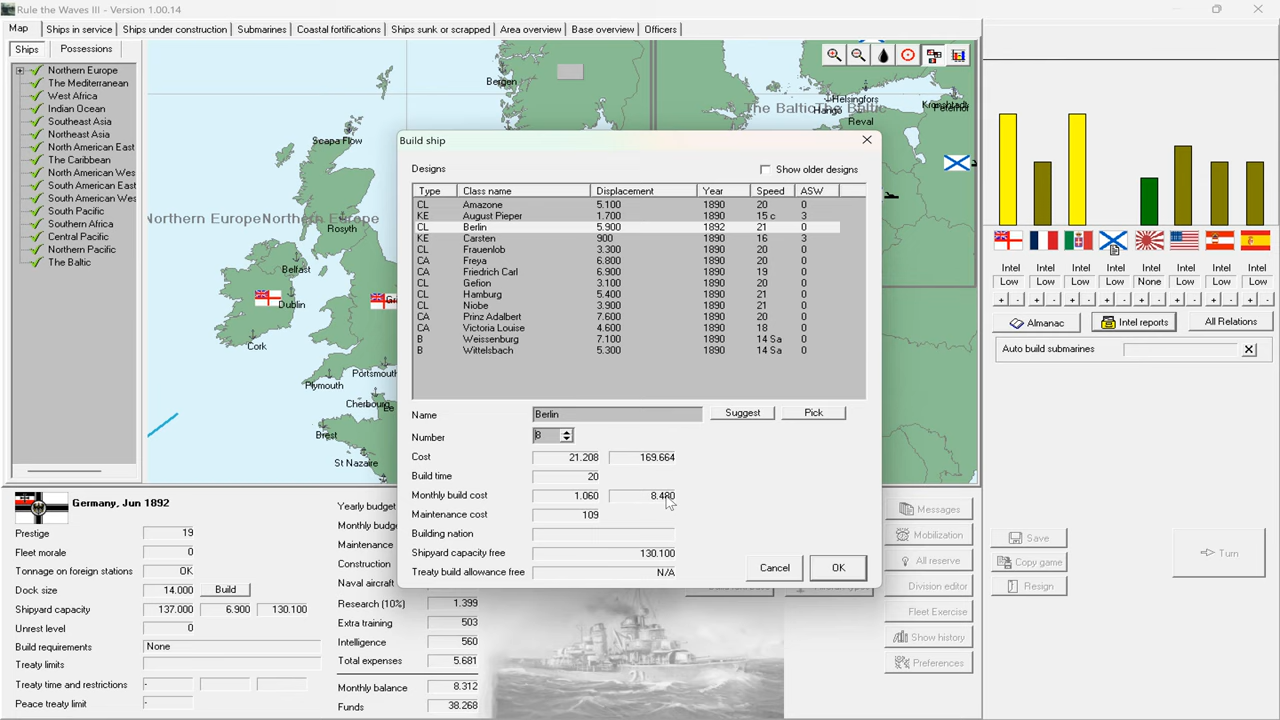 Rule the Waves III - Version 1.00.14
Map Ships in service Ships under construction Submarines Coastal fortifications Ships sunk or scrapped Area overview Base overview Officers
Ships Possessions
Northern Europe
The Mediterranean
West Africa
Indian Ocean
Southeast Asia
Northeast Asia
North American East
The Caribbean
North American Wes
South American East
South American Wes
South Pacific
Southern Africa
Central Pacific
Northern Pacific
The Baltic
Bergen
Scapa Flow
Northern EuropeNorthern Europe
Rosyth
Belfast
Dublin
Cork
Plymouth
Portsmouth
Cherbourg
Brest
St Nazaire
The BalticThe Baltic
Helsingfors
Hango
Reval
Build ship
Designs Show older designs
Type Class name Displacement Year Speed ASW
CL Amazone 5.100 1890 20 0
KE August Pieper 1.700 1890 15 c 3
CL Berlin 5.900 1892 21 0
KE Carsten 900 1890 16 3
CL Frauenlob 3.300 1890 20 0
CA Freya 6.800 1890 20 0
CA Friedrich Carl 6.900 1890 19 0
CL Gefion 3.100 1890 20 0
CL Hamburg 5.400 1890 21 0
CL Niobe 3.900 1890 21 0
CA Prinz Adalbert 7.600 1890 20 0
CA Victoria Louise 4.600 1890 18 0
B Weissenburg 7.100 1890 14 Sa 0
B Wittelsbach 5.300 1890 14 Sa 0
Name Berlin Suggest Pick
Number 8
Cost 21.208 169.664
Build time 20
Monthly build cost 1.060 8.480
Maintenance cost 109
Building nation
Shipyard capacity free 130.100
Treaty build allowance free N/A
Cancel OK
Intel Intel Intel Intel Intel Intel Intel Intel
Low Low Low Low None Low Low Low
+ - + - + - + - + - + - + - + -
Almanac Intel reports All Relations
Auto build submarines
Germany, Jun 1892
Prestige 19
Fleet morale 0
Tonnage on foreign stations OK
Dock size 14.000 Build
Shipyard capacity 137.000 6.900 130.100
Unrest level 0
Build requirements None
Treaty limits
Treaty time and restrictions -
Peace treaty limit -
Yearly budget
Monthly budg
Maintenance
Construction
Naval aircraft
Research (10%) 1.399
Extra training 503
Intelligence 560
Total expenses 5.681
Monthly balance 8.312
Funds 38.268
Messages
Mobilization
All reserve
Division editor
Fleet Exercise
Show history
Preferences
Save
Copy game
Resign
Turn